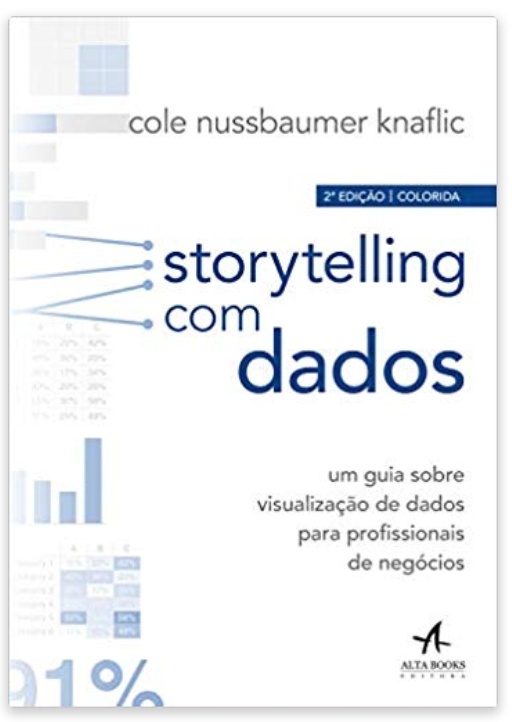 cole nussbaumer knaflic
2ª EDIÇÃO | COLORIDA
storytelling
com
dados
um guia sobre
visualização de dados
para profissionais
de negócios
ALTA BOOKS
EDITORA
A B C
A B C
91%